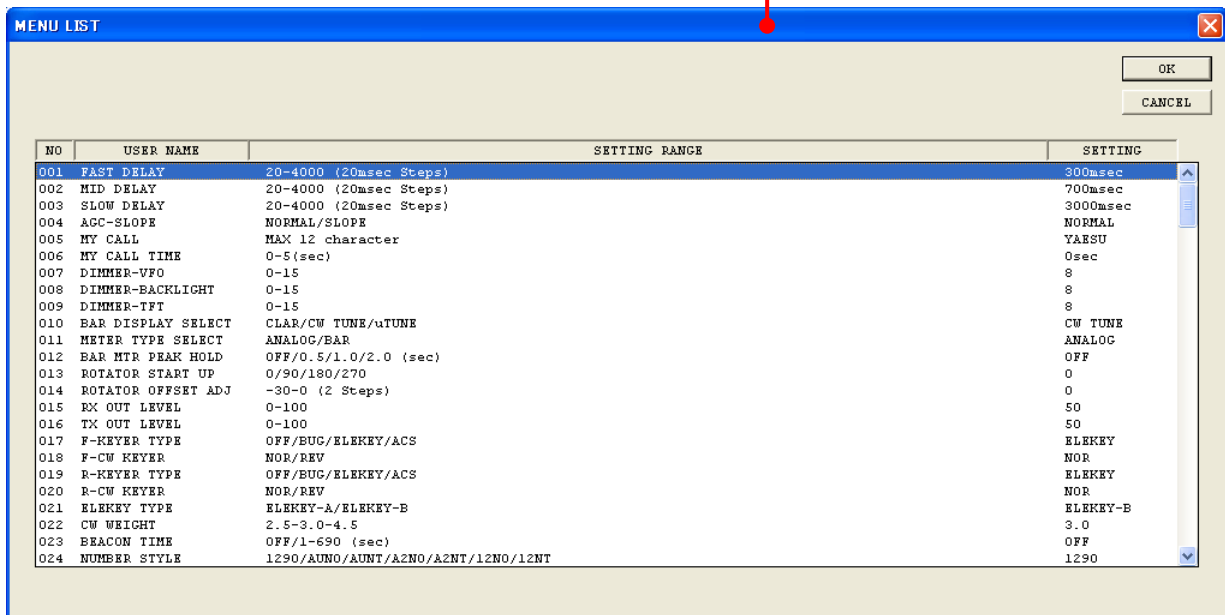 MENU LIST
OK
CANCEL
NO USER NAME SETTING RANGE SETTING
001 FAST DELAY 20-4000 (20msec Steps) 300msec
002 MID DELAY 20-4000 (20msec Steps) 700msec
003 SLOW DELAY 20-4000 (20msec Steps) 3000msec
004 AGC-SLOPE NORMAL/SLOPE NORMAL
005 MY CALL MAX 12 character YAESU
006 MY CALL TIME 0-5(sec) 0sec
007 DIMMER-VFO 0-15 8
008 DIMMER-BACKLIGHT 0-15 8
009 DIMMER-TFT 0-15 8
010 BAR DISPLAY SELECT CLAR/CW TUNE/uTUNE CW TUNE
011 METER TYPE SELECT ANALOG/BAR ANALOG
012 BAR MTR PEAK HOLD OFF/0.5/1.0/2.0 (sec) OFF
013 ROTATOR START UP 0/90/180/270 0
014 ROTATOR OFFSET ADJ -30-0 (2 Steps) 0
015 RX OUT LEVEL 0-100 50
016 TX OUT LEVEL 0-100 50
017 F-KEYER TYPE OFF/BUG/ELEKEY/ACS ELEKEY
018 F-CW KEYER NOR/REV NOR
019 R-KEYER TYPE OFF/BUG/ELEKEY/ACS ELEKEY
020 R-CW KEYER NOR/REV NOR
021 ELEKEY TYPE ELEKEY-A/ELEKEY-B ELEKEY-B
022 CW WEIGHT 2.5-3.0-4.5 3.0
023 BEACON TIME OFF/1-690 (sec) OFF
024 NUMBER STYLE 1290/AUNO/AUNT/A2NO/A2NT/12NO/12NT 1290